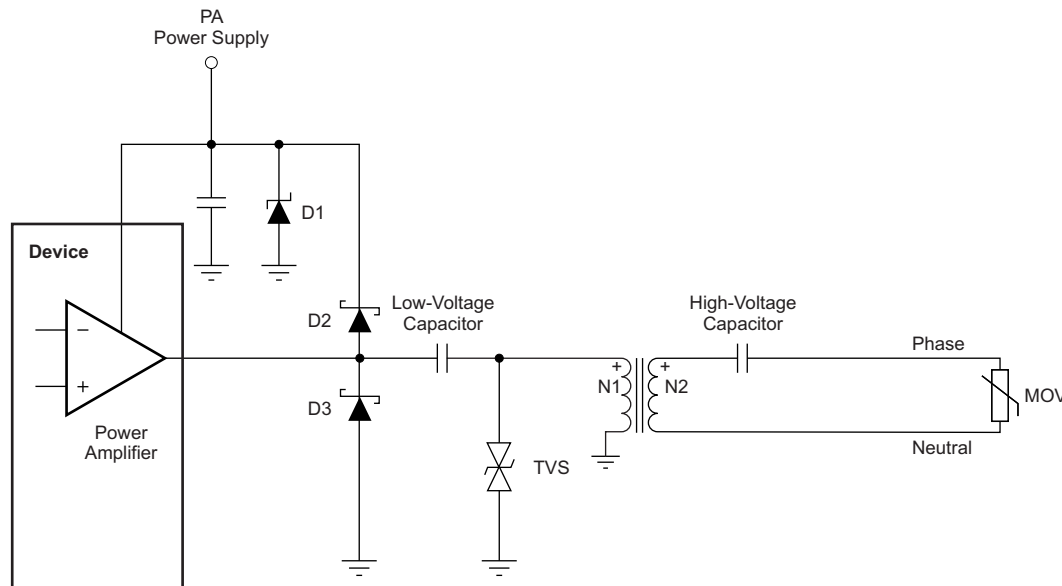 PA
Power Supply
D1
Device
Low-Voltage
Capacitor
High-Voltage
Capacitor
D2
Phase
−
+
+
+
N1
N2
MOV
D3
Power
Amplifier
Neutral
TVS